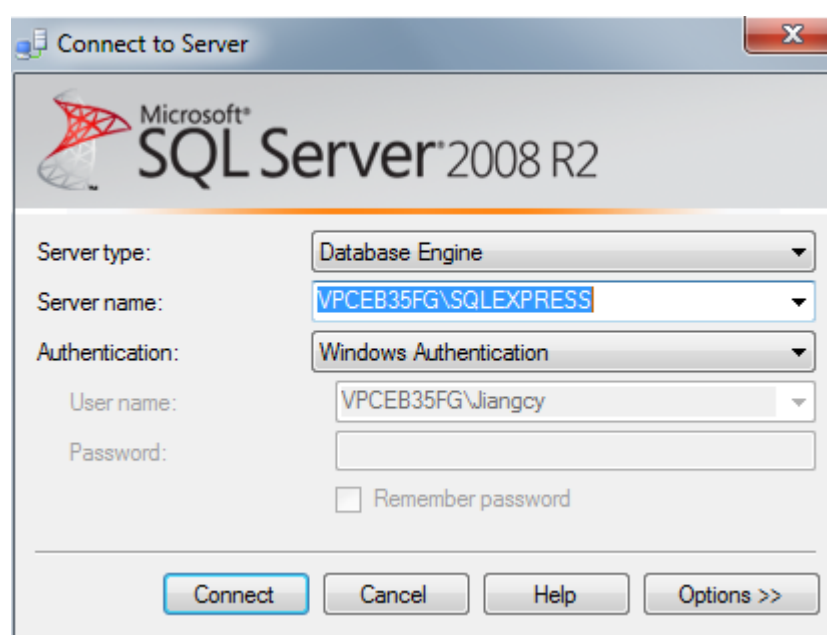 Connect to Server
Microsoft®
SQL Server® 2008 R2
Server type: Database Engine
Server name: VPCEB35FG\SQLEXPRESS
Authentication: Windows Authentication
User name: VPCEB35FG\Jiangcy
Password:
Remember password
Connect Cancel Help Options >>